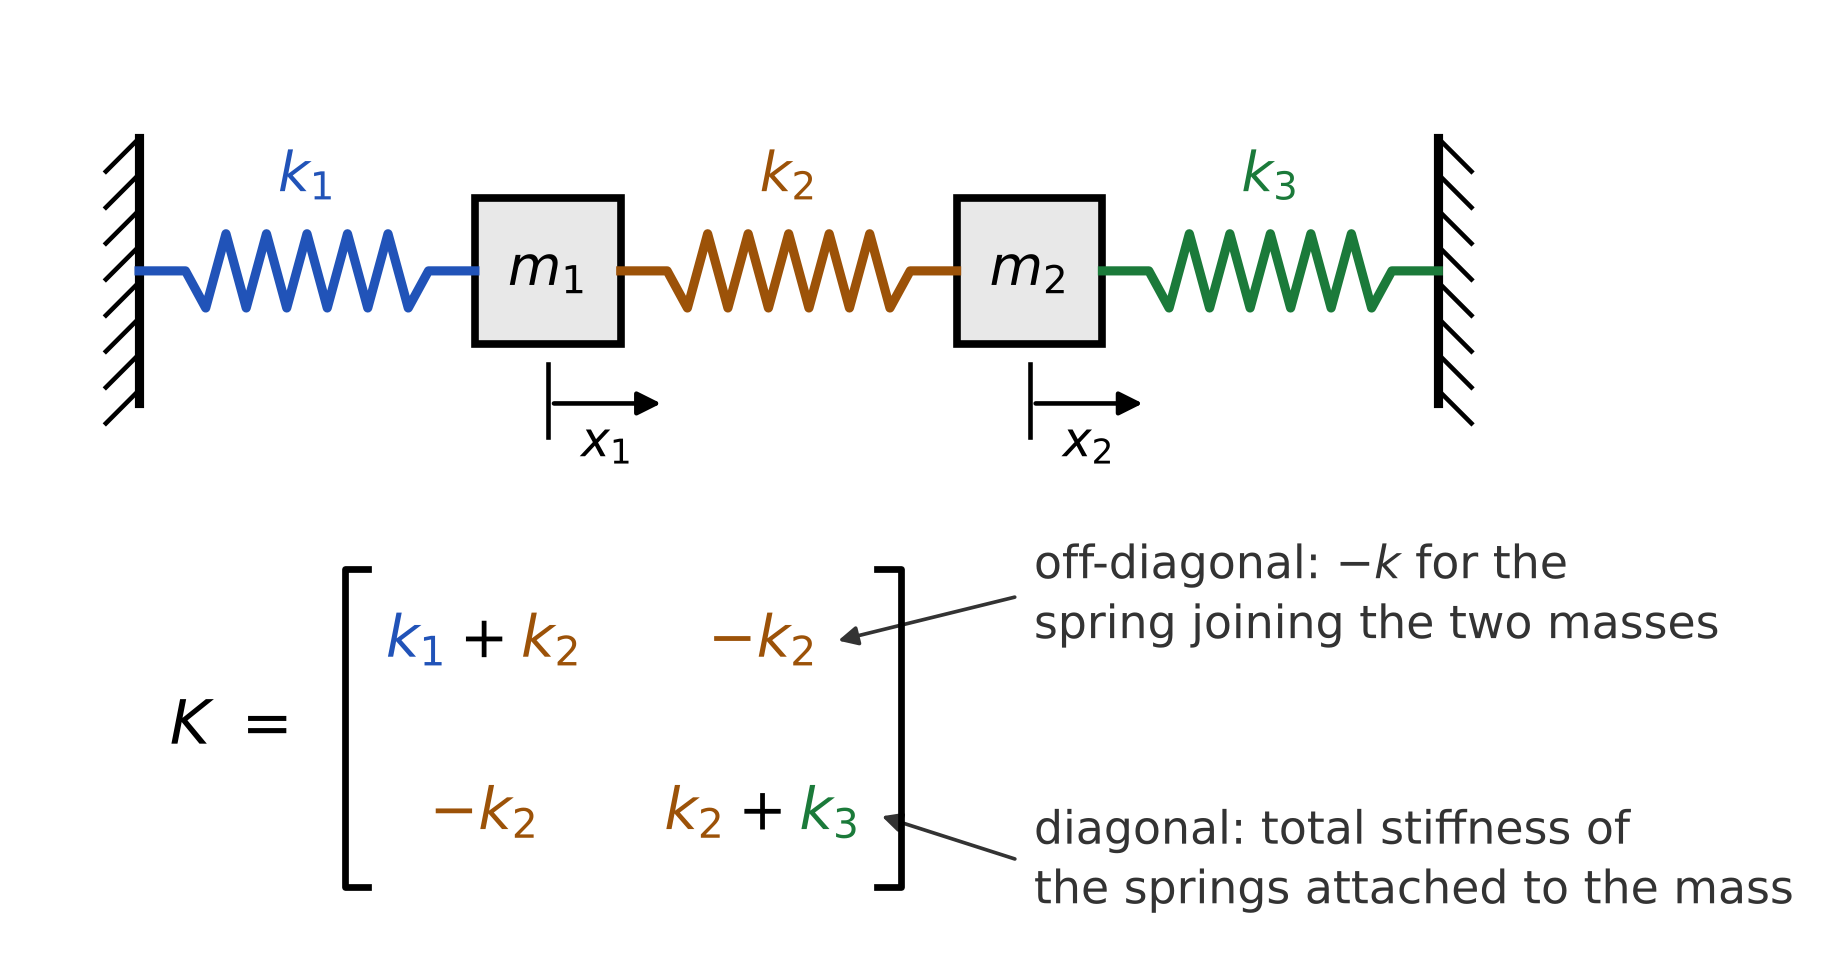 k₁ k₂ k₃
m₁ m₂
x₁ x₂
off-diagonal: −k for the
spring joining the two masses
k₁ + k₂ −k₂
K =
−k₂ k₂ + k₃
diagonal: total stiffness of
the springs attached to the mass